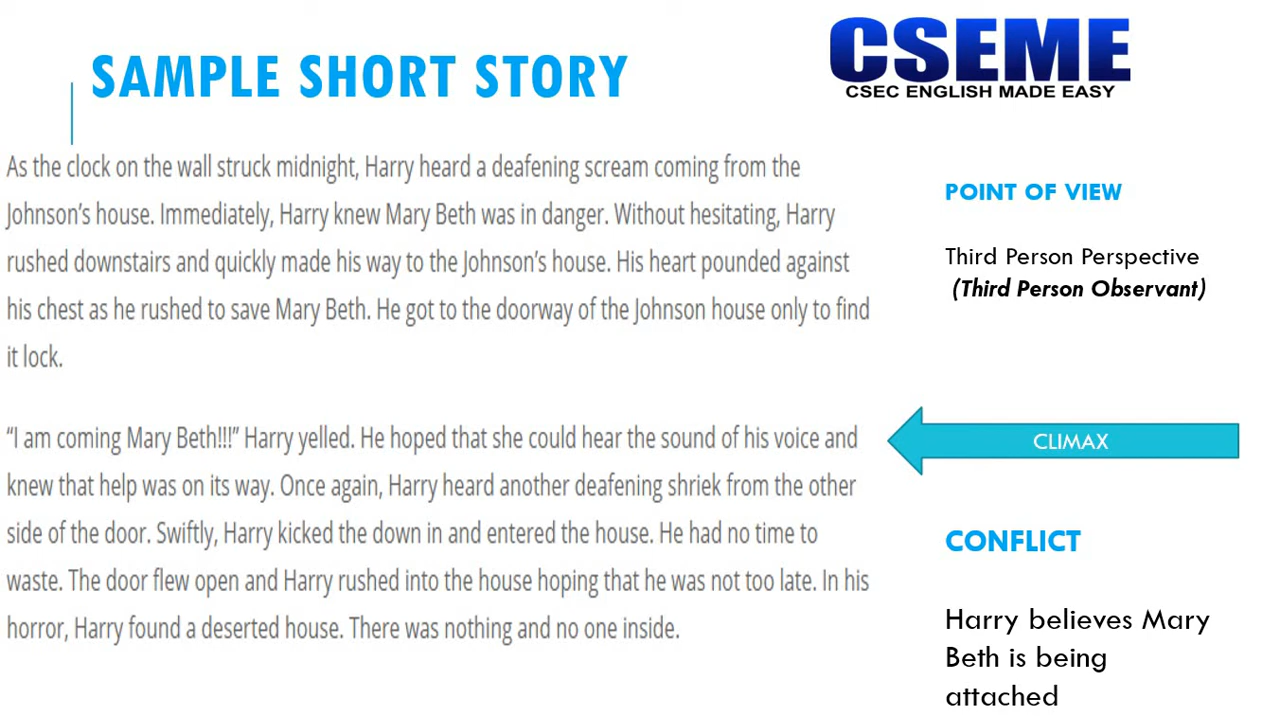 SAMPLE SHORT STORY
CSEME
CSEC ENGLISH MADE EASY
As the clock on the wall struck midnight, Harry heard a deafening scream coming from the
Johnson's house. Immediately, Harry knew Mary Beth was in danger. Without hesitating, Harry
rushed downstairs and quickly made his way to the Johnson's house. His heart pounded against
his chest as he rushed to save Mary Beth. He got to the doorway of the Johnson house only to find
it lock.
“I am coming Mary Beth!!!” Harry yelled. He hoped that she could hear the sound of his voice and
knew that help was on its way. Once again, Harry heard another deafening shriek from the other
side of the door. Swiftly, Harry kicked the down in and entered the house. He had no time to
waste. The door flew open and Harry rushed into the house hoping that he was not too late. In his
horror, Harry found a deserted house. There was nothing and no one inside.
POINT OF VIEW
Third Person Perspective
(Third Person Observant)
CLIMAX
CONFLICT
Harry believes Mary
Beth is being
attached